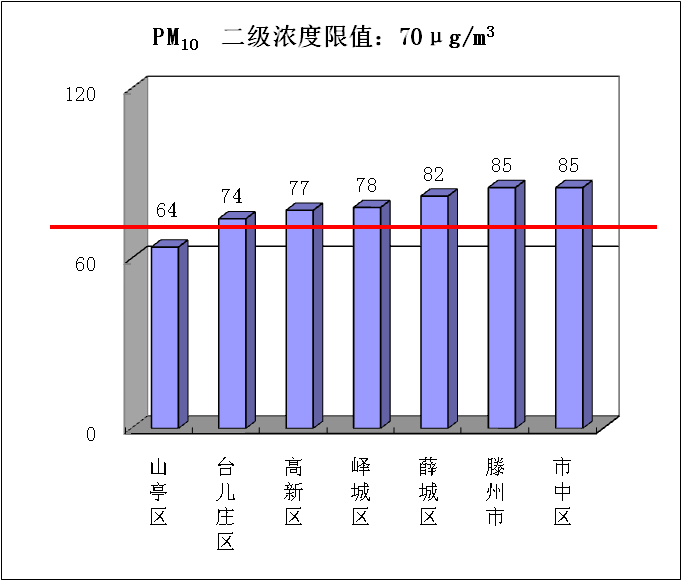 PM10 二级浓度限值：70μg/m3
120
60
0
64
74
77
78
82
85
85
山亭区
台儿庄区
高新区
峄城区
薛城区
滕州市
市中区